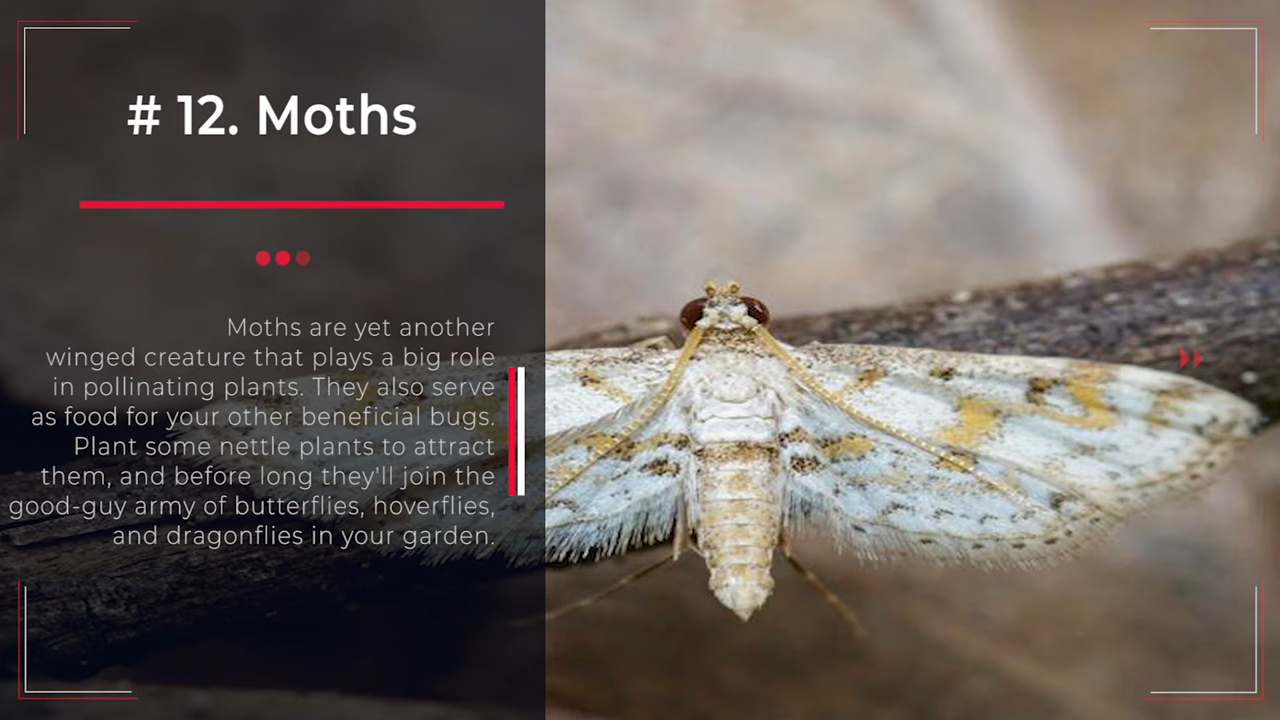 # 12. Moths
Moths are yet another
winged creature that plays a big role
in pollinating plants. They also serve
as food for your other beneficial bugs.
Plant some nettle plants to attract
them, and before long they'll join the
good-guy army of butterflies, hoverflies,
and dragonflies in your garden.